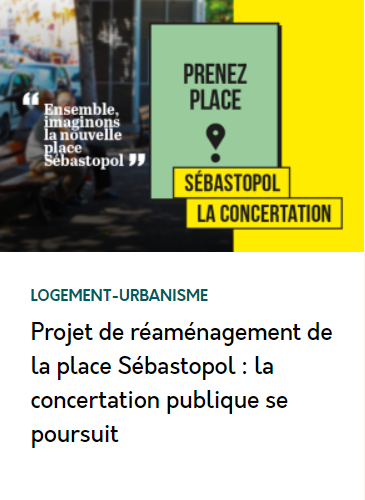 PRENEZ
PLACE
“ Ensemble,
imaginons
la nouvelle
place
Sébastopol ”
SÉBASTOPOL
LA CONCERTATION
LOGEMENT-URBANISME
Projet de réaménagement de
la place Sébastopol : la
concertation publique se
poursuit